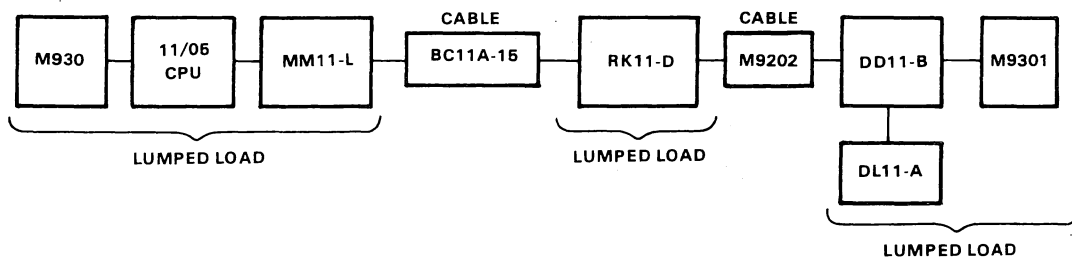 CABLE
CABLE
M930
11/05
CPU
MM11-L
BC11A-15
RK11-D
M9202
DD11-B
M9301
LUMPED LOAD
LUMPED LOAD
DL11-A
LUMPED LOAD